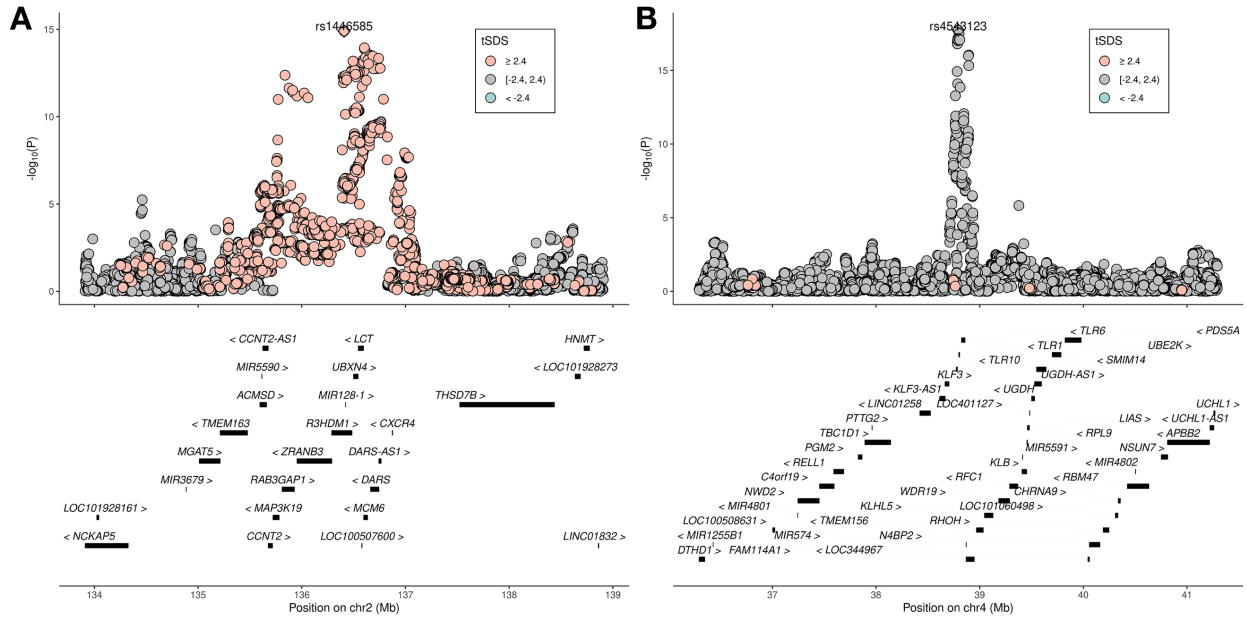 A
rs1446585
15
10
5
0
-log10(P)
tSDS
≥ 2.4
[-2.4, 2.4)
< -2.4
< CCNT2-AS1
< LCT
HNMT >
MIR5590 >
UBXN4 >
< LOC101928273
ACMSD >
MIR128-1 >
THSD7B >
< TMEM163
R3HDM1 >
< CXCR4
MGAT5 >
< ZRANB3
DARS-AS1 >
MIR3679 >
RAB3GAP1 >
< DARS
LOC101928161 >
< MAP3K19
< MCM6
< NCKAP5
CCNT2 >
LOC100507600 >
LINC01832 >
134
135
136
137
138
139
Position on chr2 (Mb)
B
rs4543123
15
10
5
0
-log10(P)
tSDS
≥ 2.4
[-2.4, 2.4)
< -2.4
< TLR6
< PDS5A
< TLR1
UBE2K >
< TLR10
< SMIM14
KLF3 >
UGDH-AS1 >
< KLF3-AS1
< UGDH
< LINC01258
LOC401127 >
UCHL1 >
PTTG2 >
LIAS >
< UCHL1-AS1
TBC1D1 >
< RPL9
< APBB2
PGM2 >
MIR5591 >
NSUN7 >
< RELL1
KLB >
< MIR4802
C4orf19 >
< RFC1
< RBM47
NWD2 >
WDR19 >
CHRNA9 >
< MIR4801
KLHL5 >
LOC101060498 >
LOC100508631 >
< TMEM156
RHOH >
< MIR1255B1
MIR574 >
N4BP2 >
DTHD1 >
FAM114A1 >
< LOC344967
37
38
39
40
41
Position on chr4 (Mb)